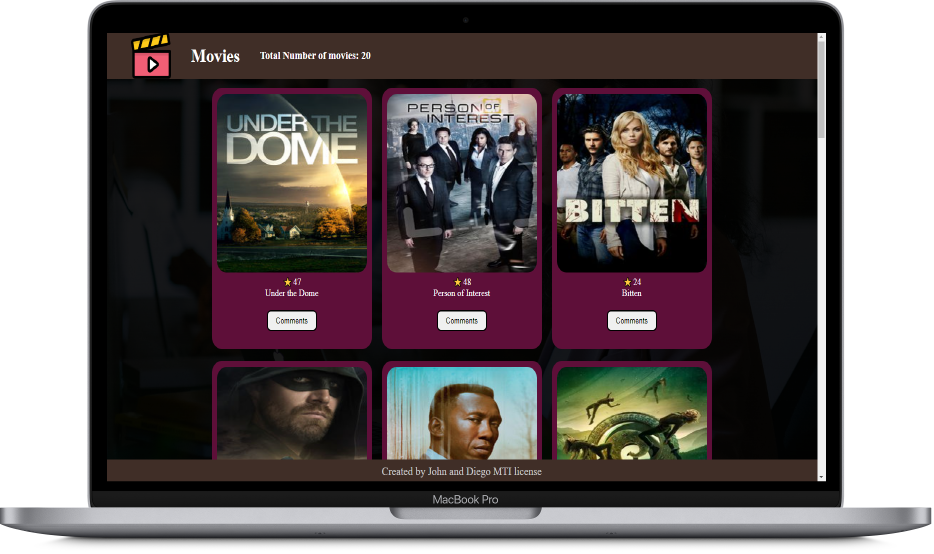 Movies
Total Number of movies: 20
UNDER THE
DOME
PERSON OF
INTEREST
BITTEN
★ 47
Under the Dome
★ 48
Person of Interest
★ 24
Bitten
Comments
Comments
Comments
Created by John and Diego MTI license
MacBook Pro